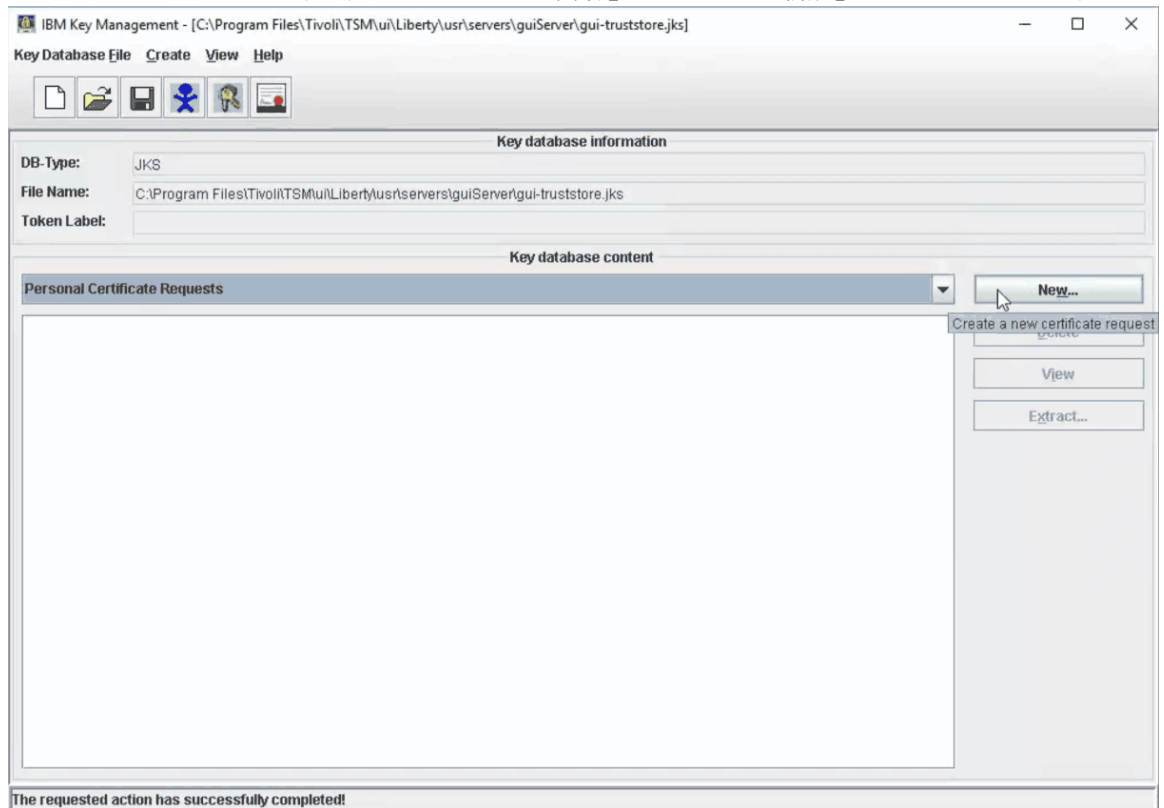 IBM Key Management - [C:\Program Files\Tivoli\TSM\ui\Liberty\usr\servers\guiServer\gui-truststore.jks]
Key Database File Create View Help
Key database information
DB-Type: JKS
File Name: C:\Program Files\Tivoli\TSM\ui\Liberty\usr\servers\guiServer\gui-truststore.jks
Token Label:
Key database content
Personal Certificate Requests New...
Create a new certificate request
Delete
View
Extract...
The requested action has successfully completed!